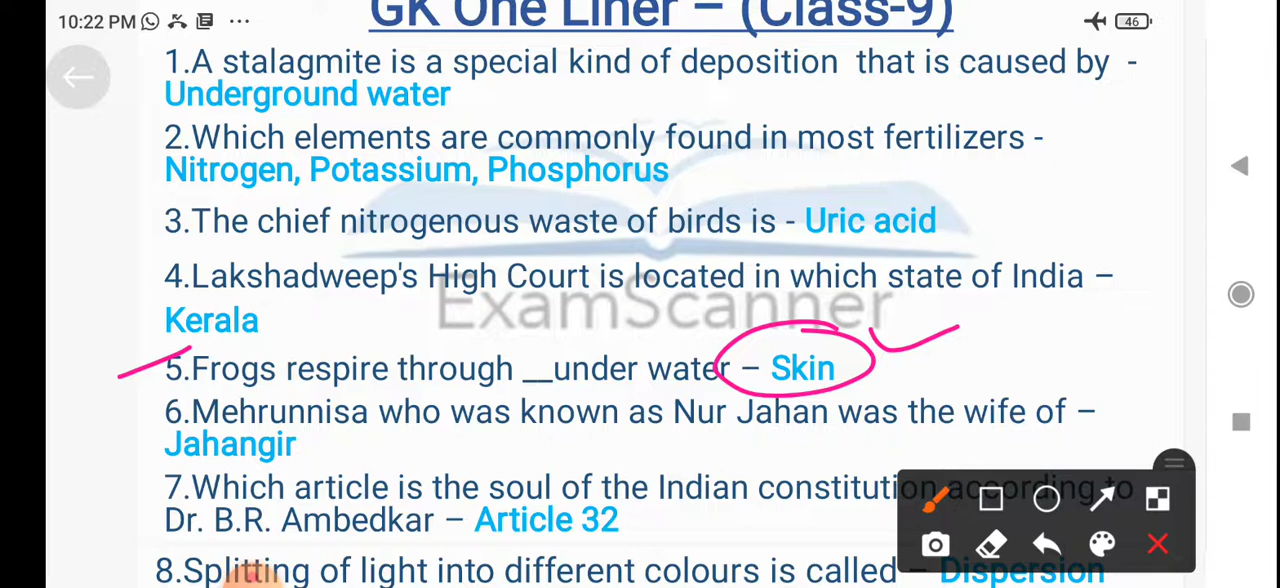 10:22 PM
46
GK One Liner – (Class-9)
1.A stalagmite is a special kind of deposition that is caused by -
Underground water
2.Which elements are commonly found in most fertilizers -
Nitrogen, Potassium, Phosphorus
3.The chief nitrogenous waste of birds is - Uric acid
4.Lakshadweep's High Court is located in which state of India –
ExamScanner
Kerala
5.Frogs respire through __under water – Skin
6.Mehrunnisa who was known as Nur Jahan was the wife of –
Jahangir
7.Which article is the soul of the Indian constitution according to
Dr. B.R. Ambedkar – Article 32
8.Splitting of light into different colours is called – Dispersion